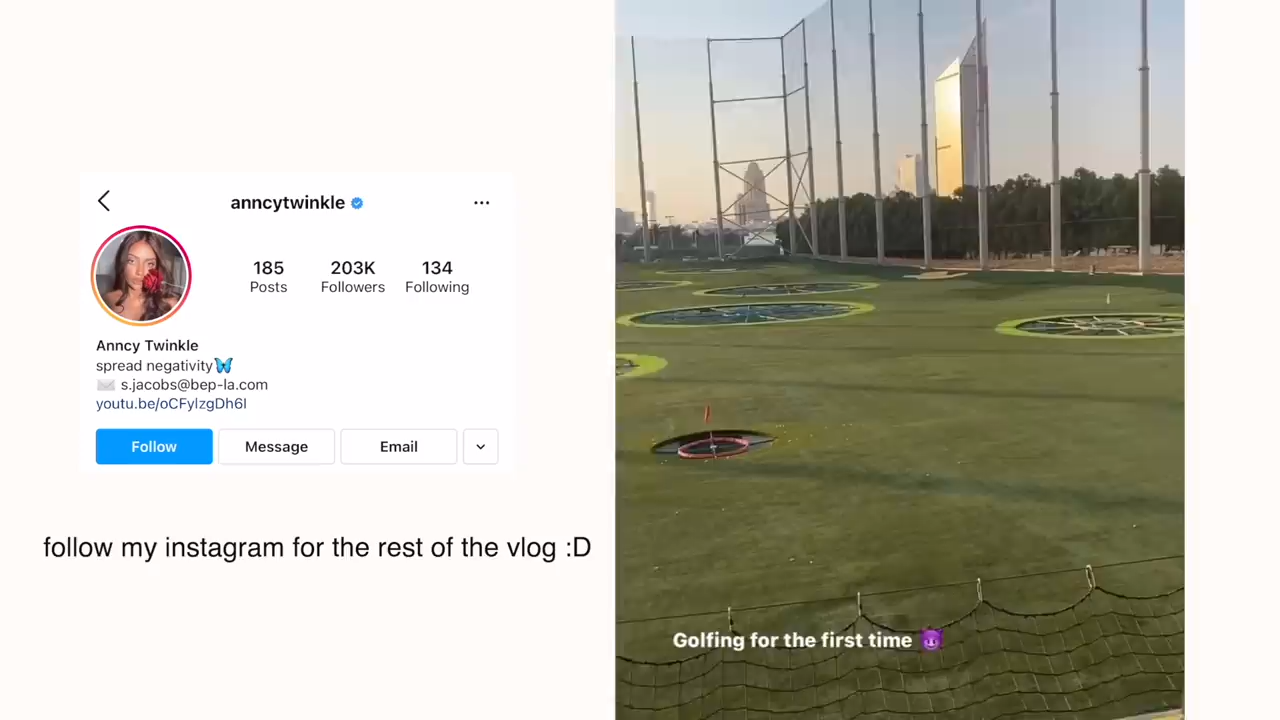 anncytwinkle
185 203K 134
Posts Followers Following
Anncy Twinkle
spread negativity🦋
✉️ s.jacobs@bep-la.com
youtu.be/oCFyIzgDh6I
Follow Message Email
follow my instagram for the rest of the vlog :D
Golfing for the first time 😈